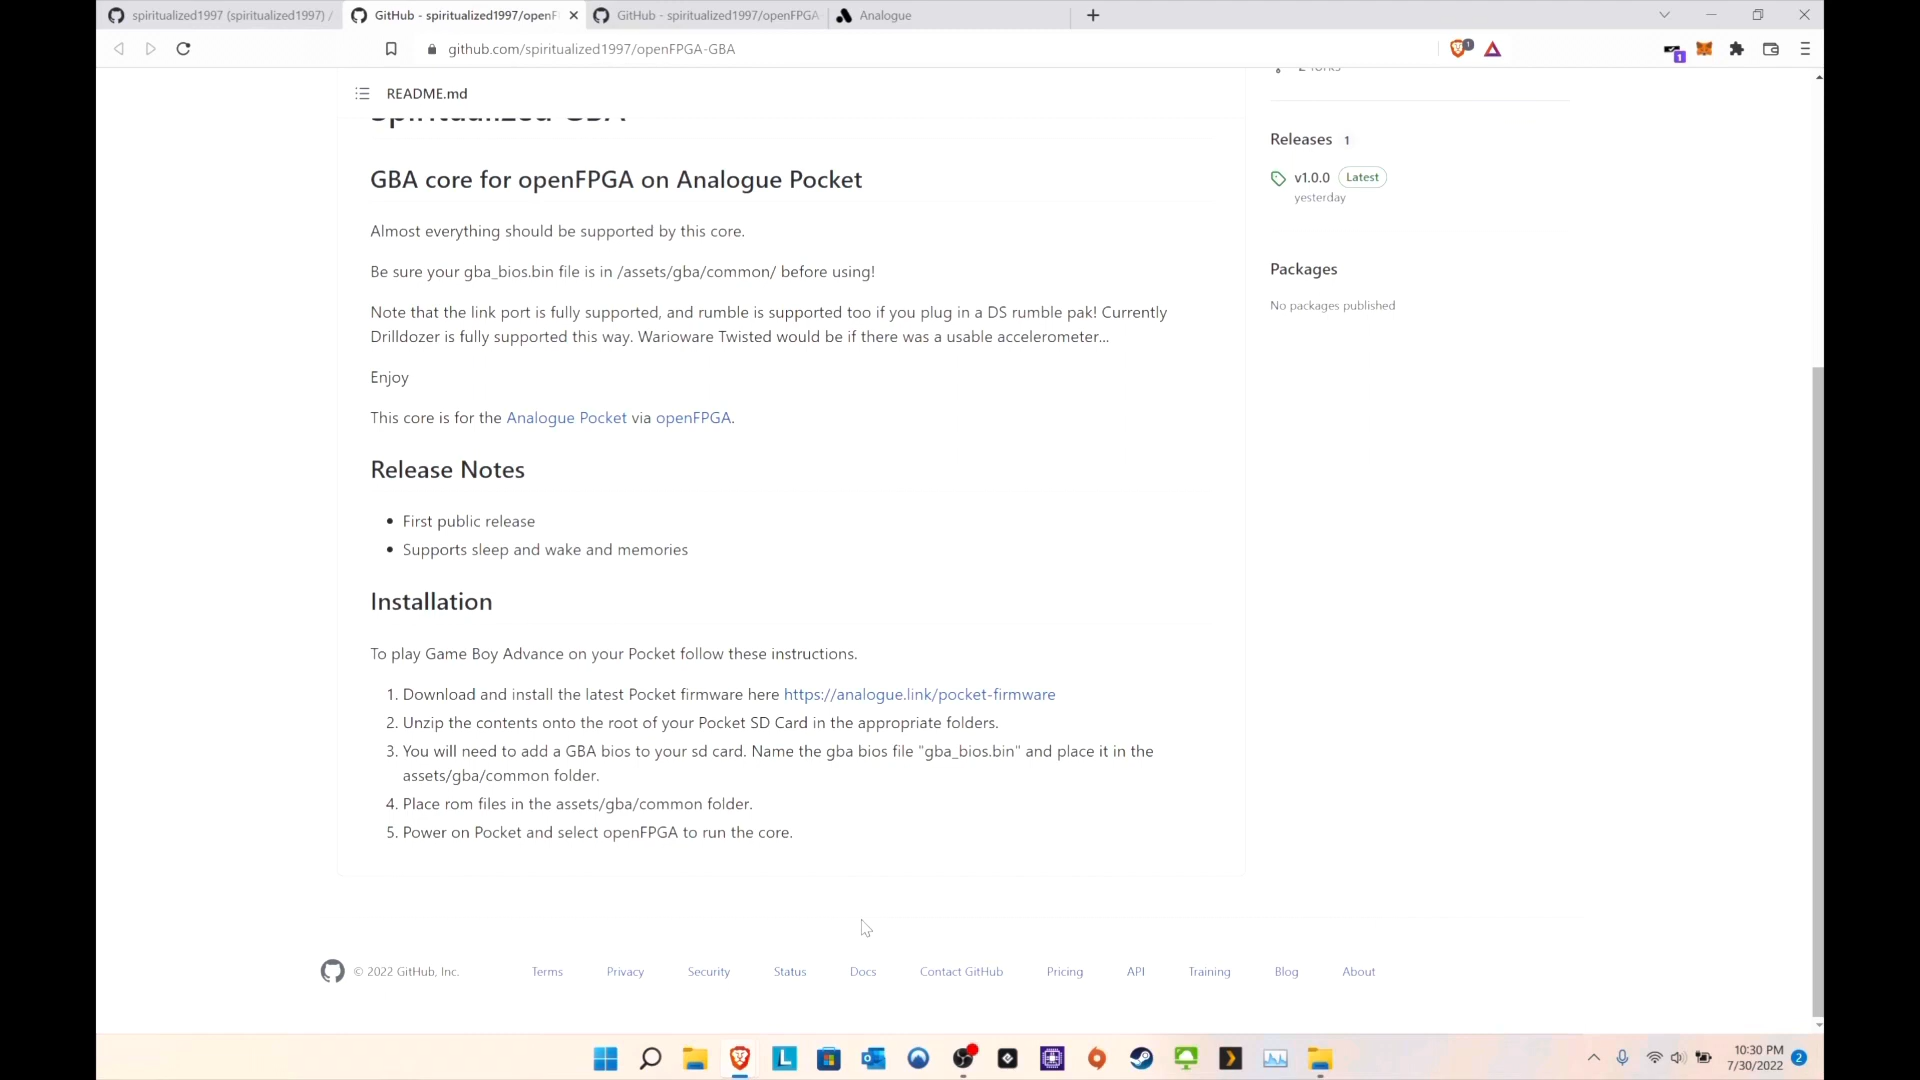 spiritualized1997 (spiritualized1997) /
GitHub - spiritualized1997/openF
GitHub - spiritualized1997/openFPGA
Analogue
github.com/spiritualized1997/openFPGA-GBA
1
1
2 forks
README.md
Spiritualized GBA
Releases 1
GBA core for openFPGA on Analogue Pocket
v1.0.0 Latest
yesterday
Almost everything should be supported by this core.
Be sure your gba_bios.bin file is in /assets/gba/common/ before using!
Packages
No packages published
Note that the link port is fully supported, and rumble is supported too if you plug in a DS rumble pak! Currently
Drilldozer is fully supported this way. Warioware Twisted would be if there was a usable accelerometer...
Enjoy
This core is for the Analogue Pocket via openFPGA.
Release Notes
• First public release
• Supports sleep and wake and memories
Installation
To play Game Boy Advance on your Pocket follow these instructions.
1. Download and install the latest Pocket firmware here https://analogue.link/pocket-firmware
2. Unzip the contents onto the root of your Pocket SD Card in the appropriate folders.
3. You will need to add a GBA bios to your sd card. Name the gba bios file "gba_bios.bin" and place it in the
assets/gba/common folder.
4. Place rom files in the assets/gba/common folder.
5. Power on Pocket and select openFPGA to run the core.
© 2022 GitHub, Inc. Terms Privacy Security Status Docs Contact GitHub Pricing API Training Blog About
L
10:30 PM
7/30/2022
2